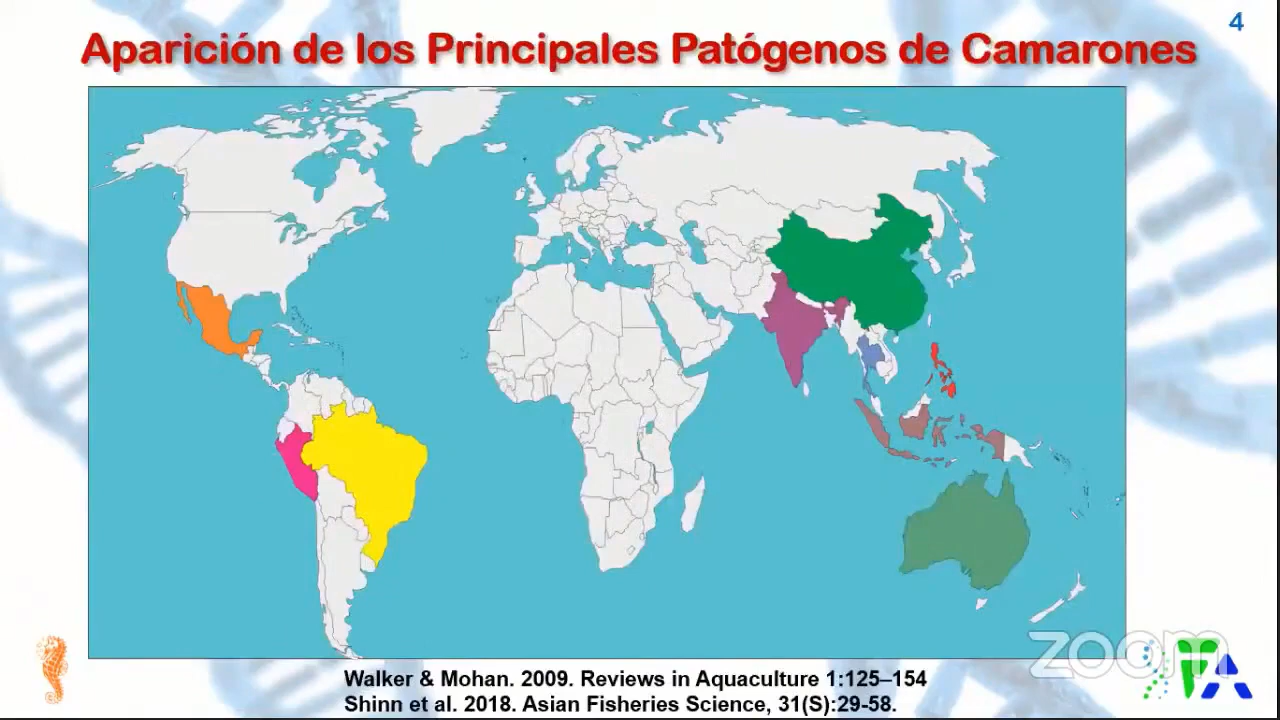 4
Aparición de los Principales Patógenos de Camarones
zoom
TA
Walker & Mohan. 2009. Reviews in Aquaculture 1:125–154
Shinn et al. 2018. Asian Fisheries Science, 31(S):29-58.